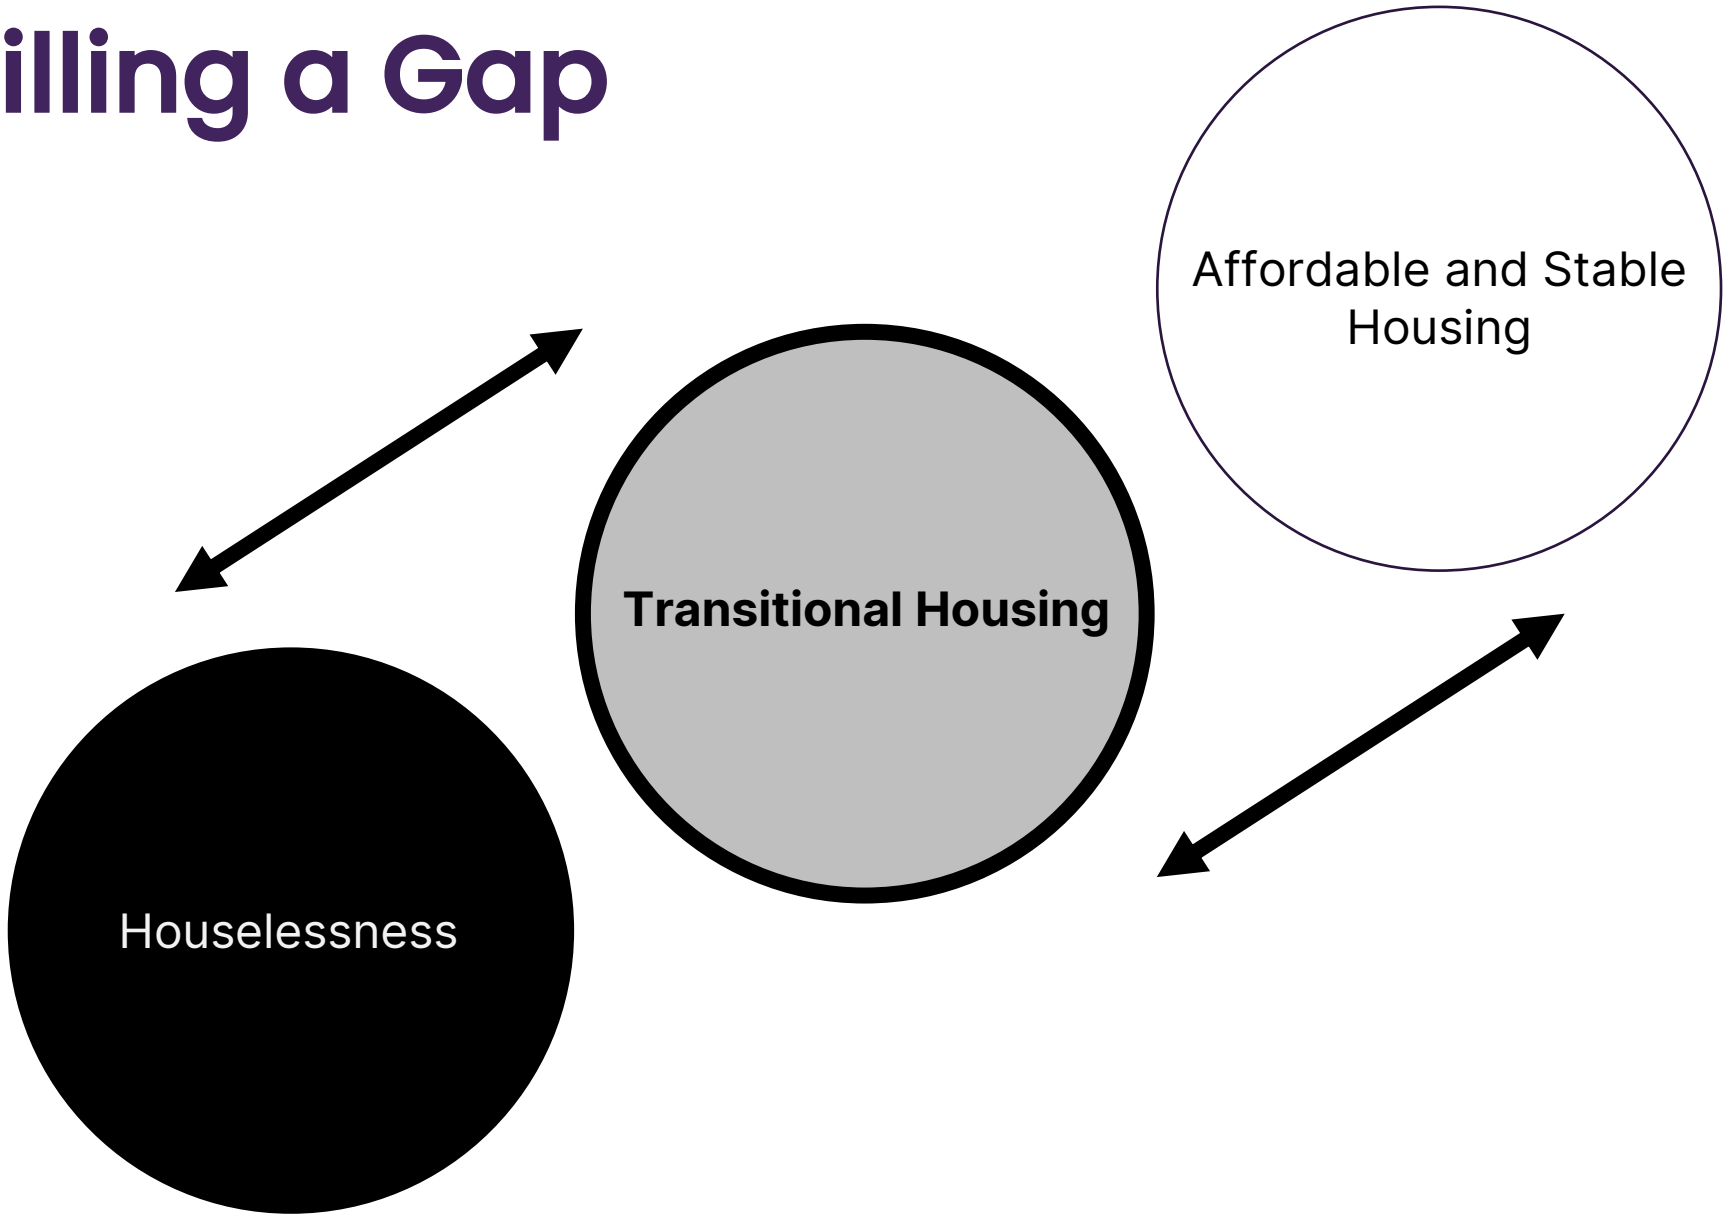 illing a Gap
Affordable and Stable
Housing
Transitional Housing
Houselessness